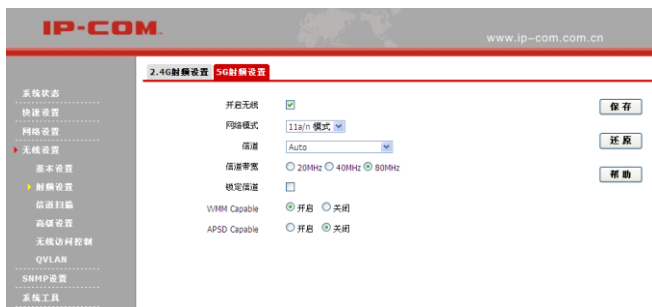 IP-COM
www.ip-com.com.cn
2.4G射频设置 5G射频设置
系统状态
快速设置
网络设置
无线设置
基本设置
射频设置
信道扫描
高级设置
无线访问控制
QVLAN
SNMP设置
系统工具
开启无线
网络模式 11a/n 模式
信道 Auto
信道带宽 20MHz 40MHz 80MHz
锁定信道
WMM Capable 开启 关闭
APSD Capable 开启 关闭
保存
还原
帮助